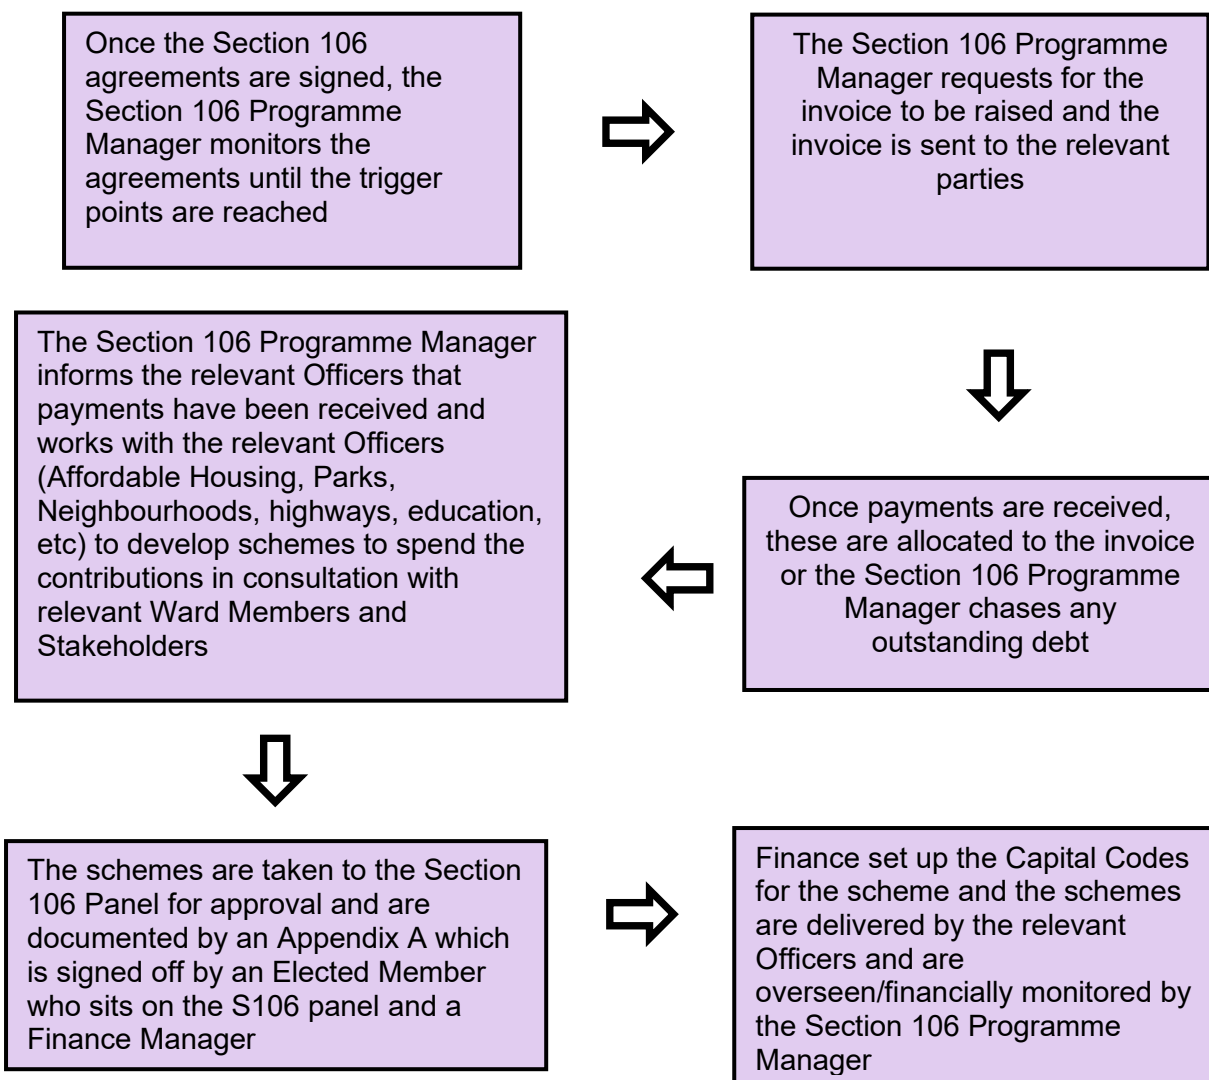 Once the Section 106
agreements are signed, the
Section 106 Programme
Manager monitors the
agreements until the trigger
points are reached
The Section 106 Programme
Manager requests for the
invoice to be raised and the
invoice is sent to the relevant
parties
Once payments are received,
these are allocated to the invoice
or the Section 106 Programme
Manager chases any
outstanding debt
The Section 106 Programme Manager
informs the relevant Officers that
payments have been received and
works with the relevant Officers
(Affordable Housing, Parks,
Neighbourhoods, highways, education,
etc) to develop schemes to spend the
contributions in consultation with
relevant Ward Members and
Stakeholders
The schemes are taken to the Section
106 Panel for approval and are
documented by an Appendix A which
is signed off by an Elected Member
who sits on the S106 panel and a
Finance Manager
Finance set up the Capital Codes
for the scheme and the schemes
are delivered by the relevant
Officers and are
overseen/financially monitored by
the Section 106 Programme
Manager